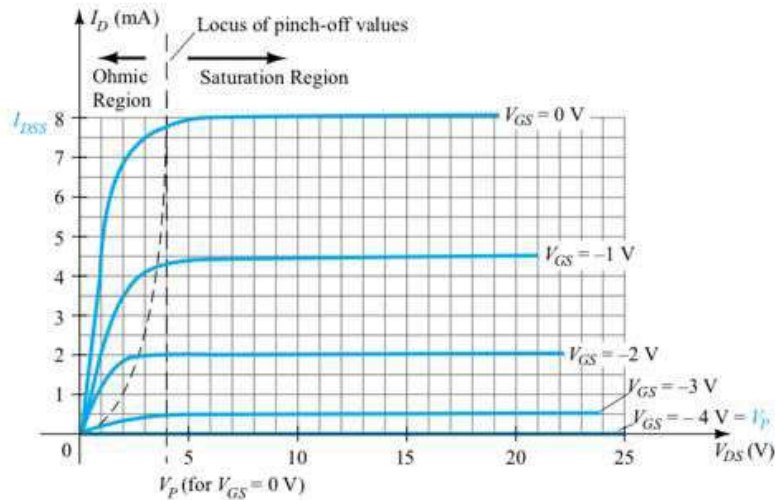 I_D (mA)
Locus of pinch-off values
Ohmic
Region
Saturation Region
I_DSS
8
7
6
5
4
3
2
1
0
V_GS = 0 V
V_GS = –1 V
V_GS = –2 V
V_GS = –3 V
V_GS = – 4 V = V_P
5
10
15
20
25
V_DS (V)
V_P (for V_GS = 0 V)